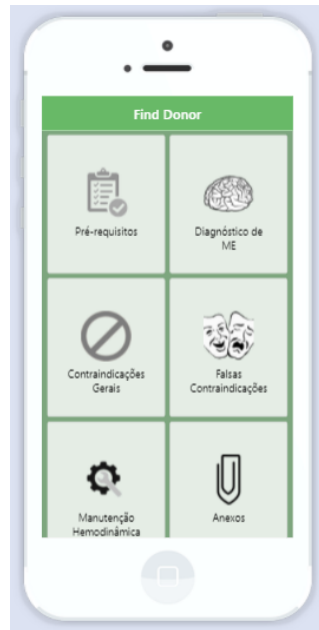 Find Donor
Pré-requisitos
Diagnóstico de
ME
Contraindicações
Gerais
Falsas
Contraindicações
Manutenção
Hemodinâmica
Anexos